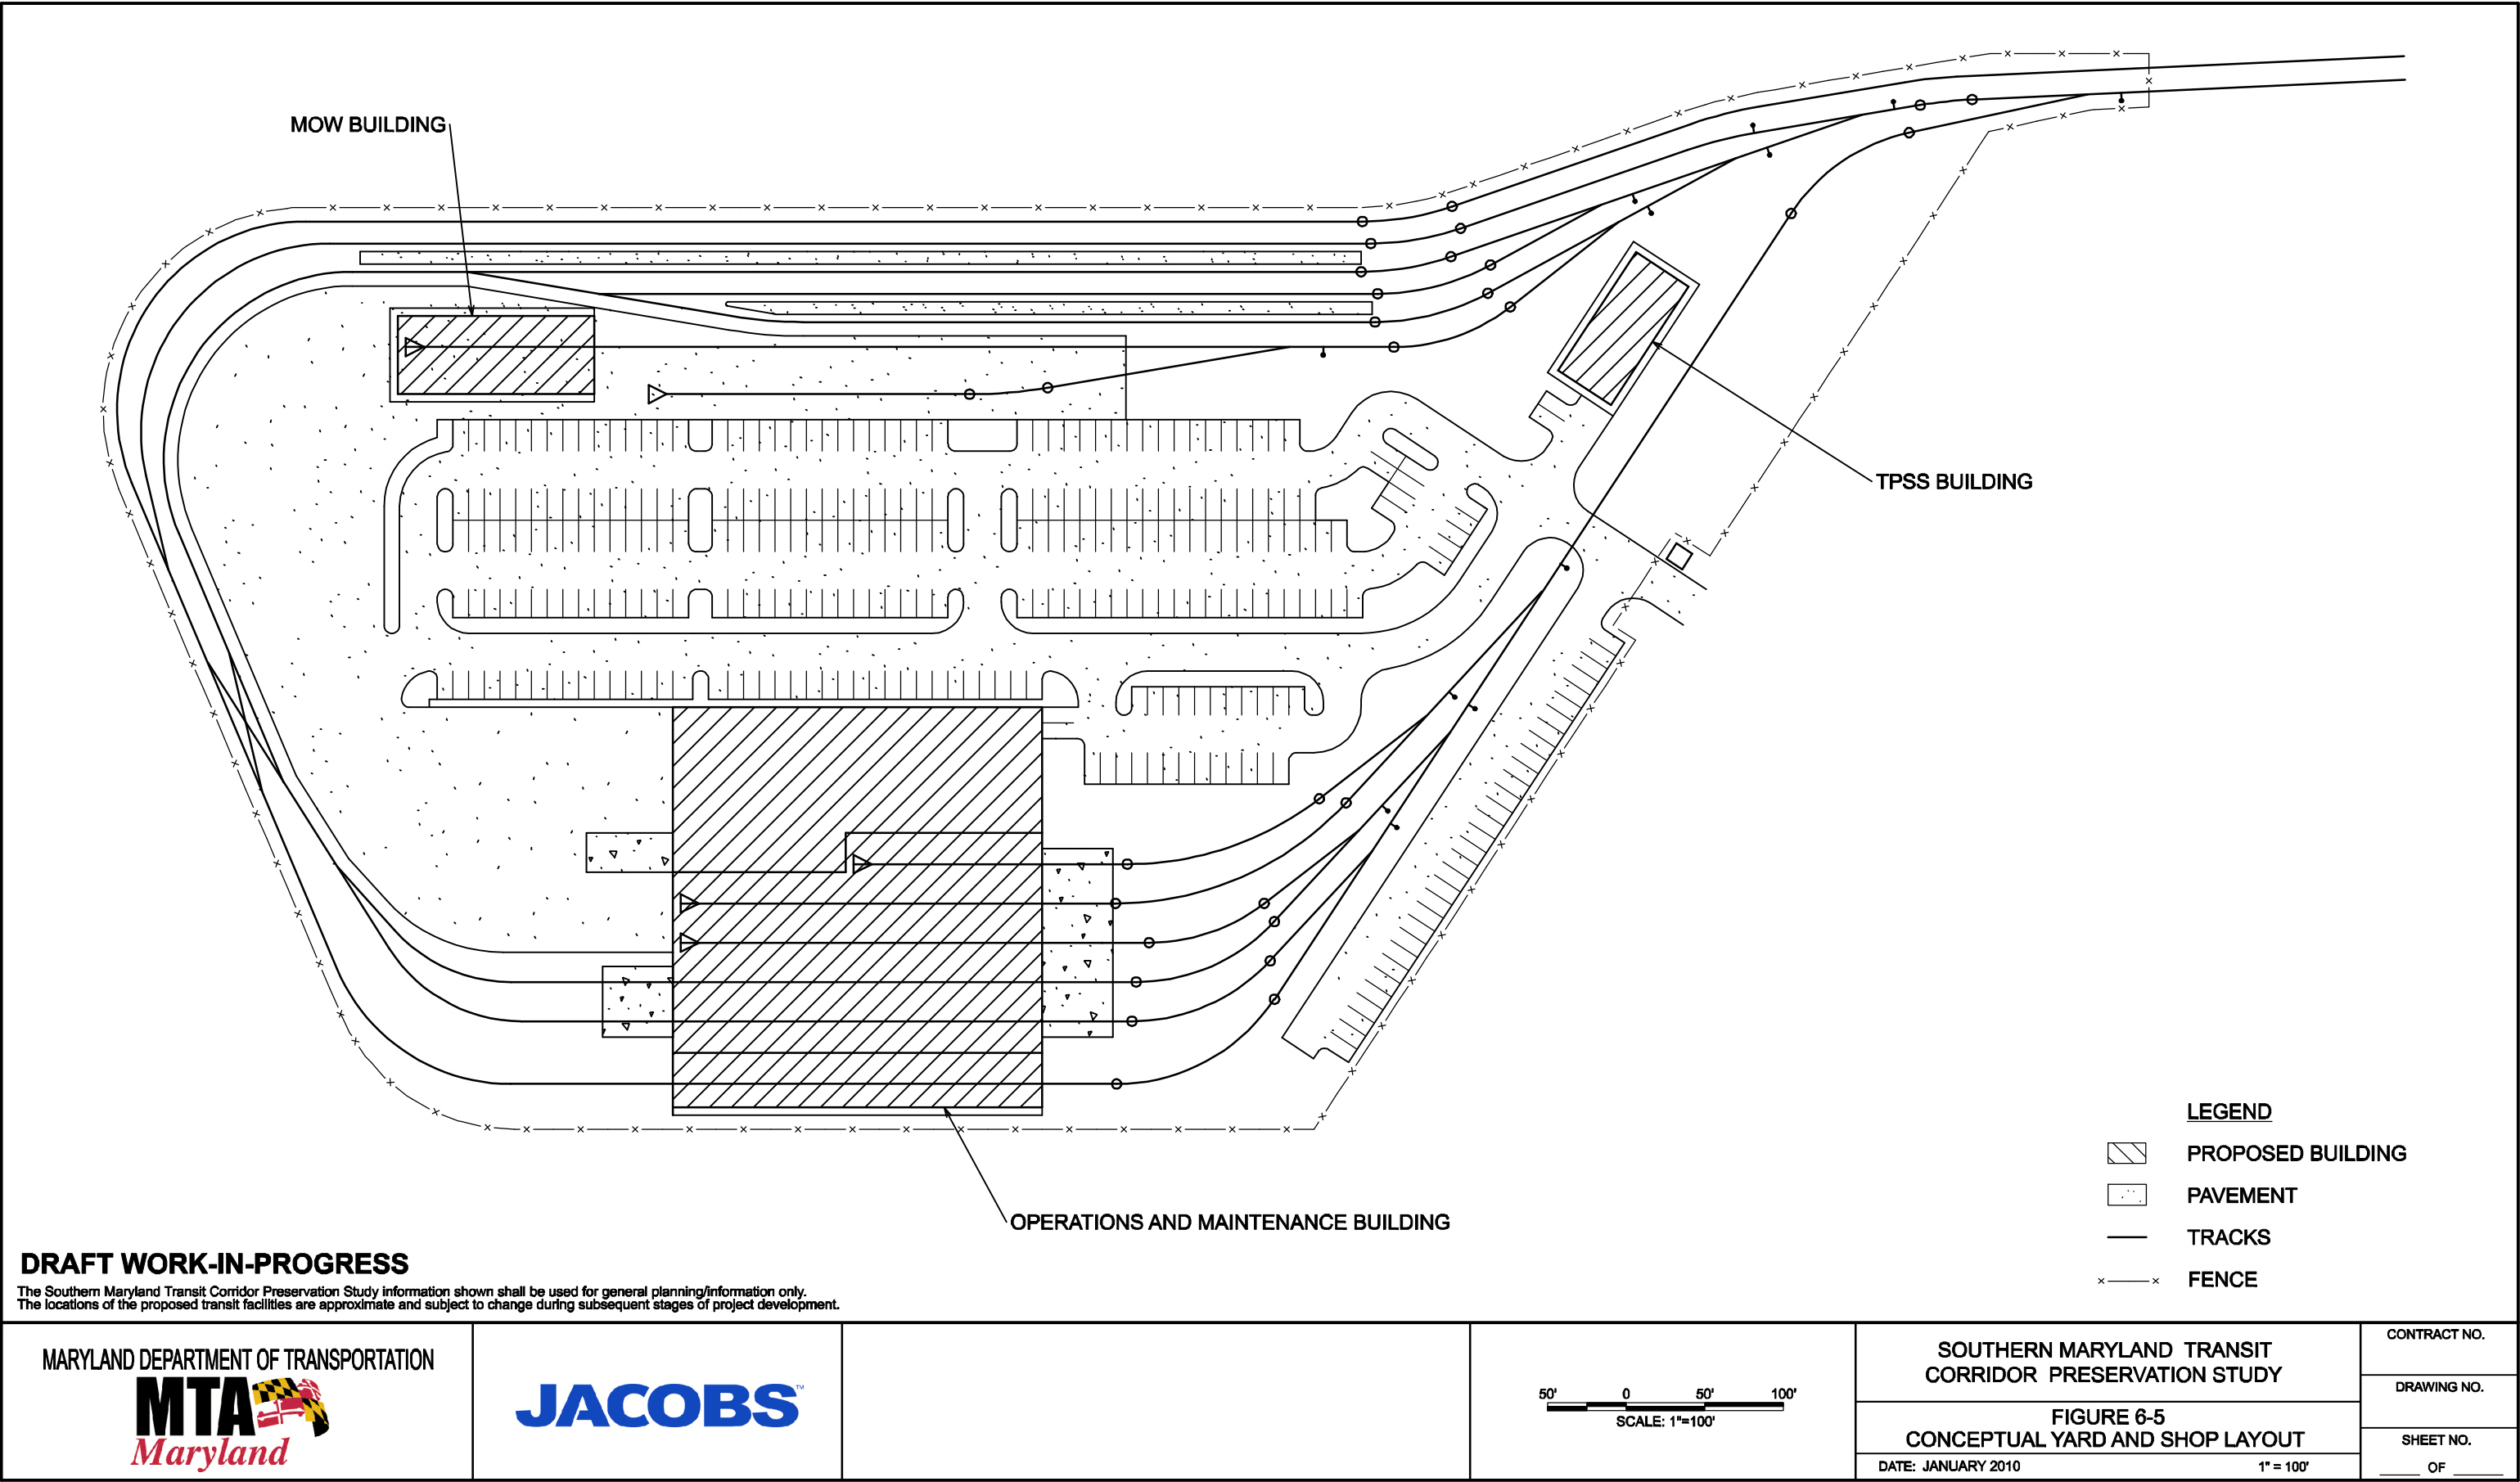 MOW BUILDING
TPSS BUILDING
OPERATIONS AND MAINTENANCE BUILDING
LEGEND
PROPOSED BUILDING
PAVEMENT
TRACKS
FENCE
DRAFT WORK-IN-PROGRESS
The Southern Maryland Transit Corridor Preservation Study information shown shall be used for general planning/information only.
The locations of the proposed transit facilities are approximate and subject to change during subsequent stages of project development.
MARYLAND DEPARTMENT OF TRANSPORTATION
MTA
Maryland
JACOBS™
50' 0 50' 100'
SCALE: 1"=100'
SOUTHERN MARYLAND TRANSIT
CORRIDOR PRESERVATION STUDY
FIGURE 6-5
CONCEPTUAL YARD AND SHOP LAYOUT
DATE: JANUARY 2010 1" = 100'
CONTRACT NO.
DRAWING NO.
SHEET NO.
____ OF ____